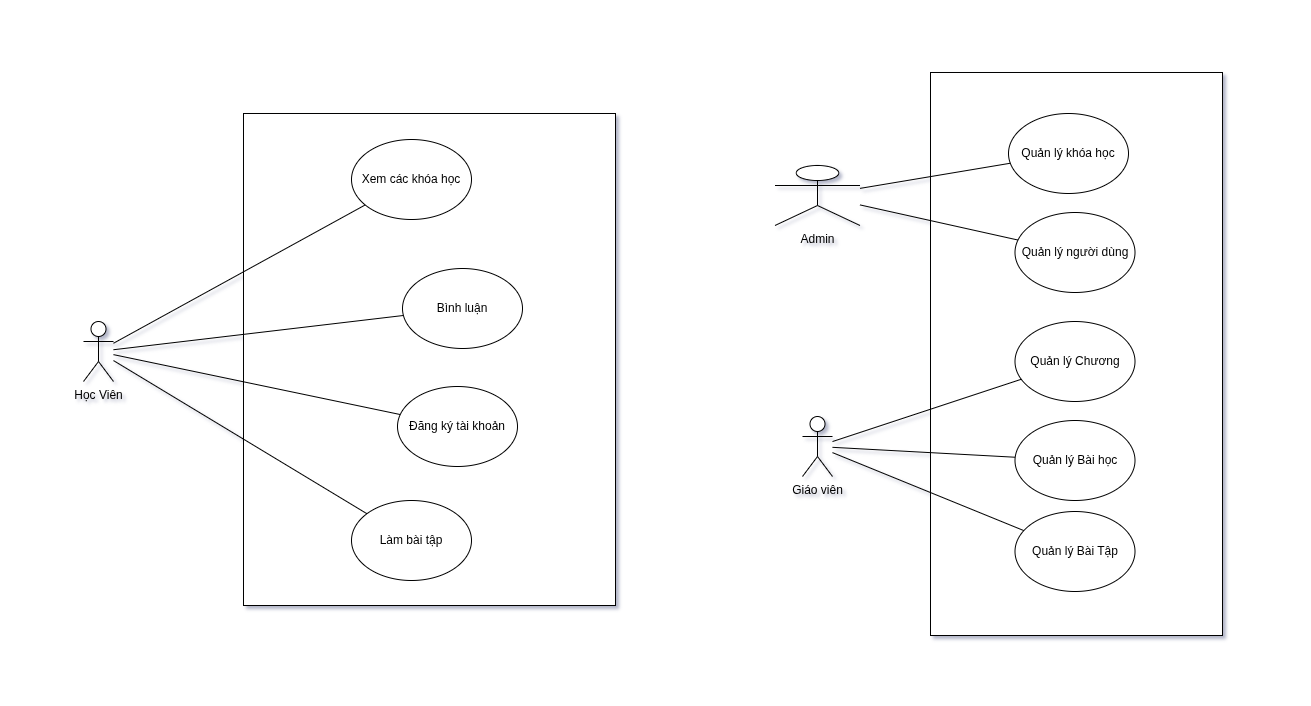 Xem các khóa học
Bình luận
Học Viên
Đăng ký tài khoản
Làm bài tập
Quản lý khóa học
Admin
Quản lý người dùng
Quản lý Chương
Quản lý Bài học
Giáo viên
Quản lý Bài Tập